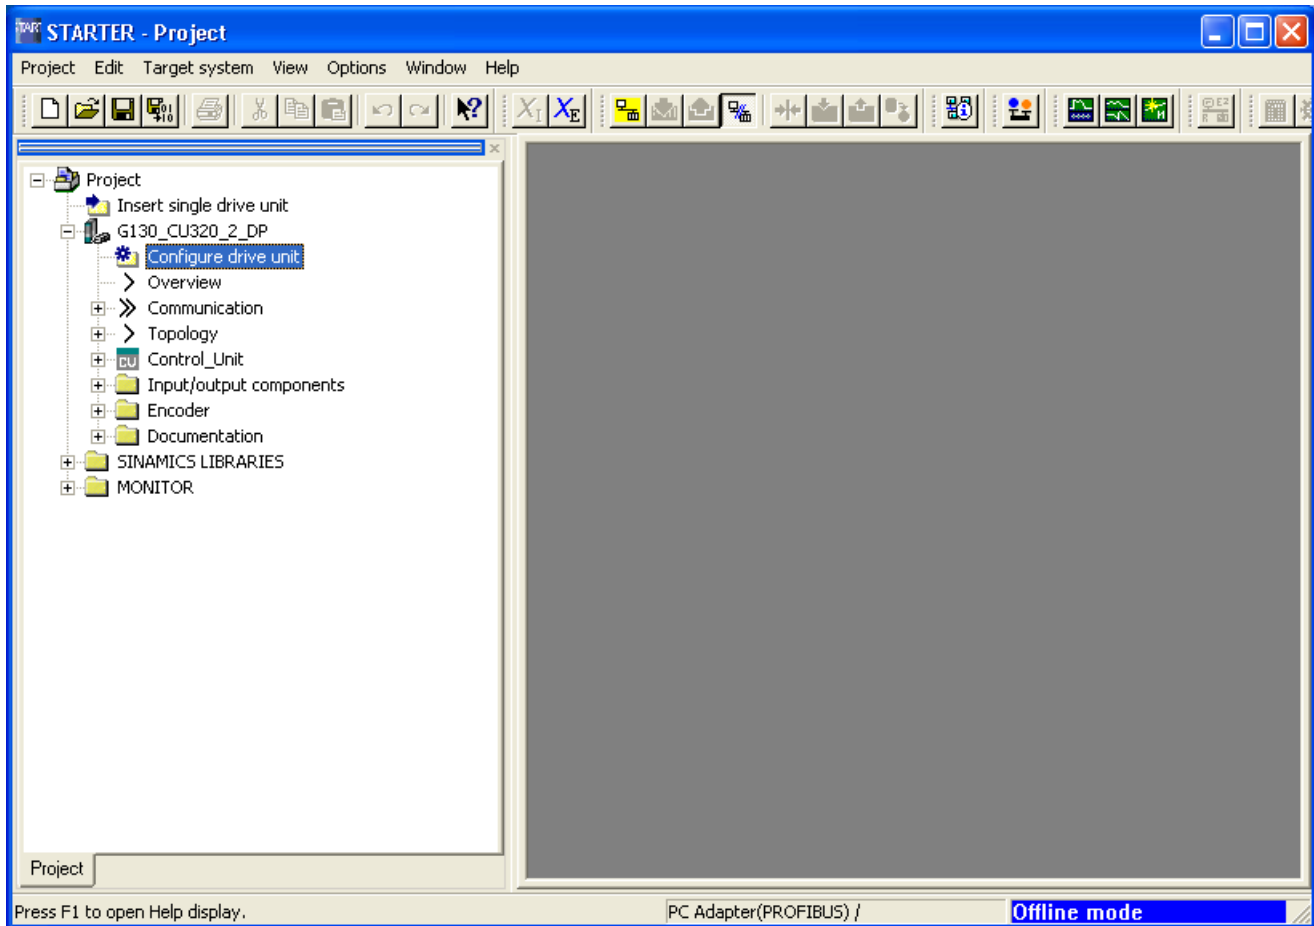 STARTER - Project
Project Edit Target system View Options Window Help
Project
Insert single drive unit
G130_CU320_2_DP
Configure drive unit
Overview
Communication
Topology
CU Control_Unit
Input/output components
Encoder
Documentation
SINAMICS LIBRARIES
MONITOR
Project
Press F1 to open Help display. PC Adapter(PROFIBUS) / Offline mode